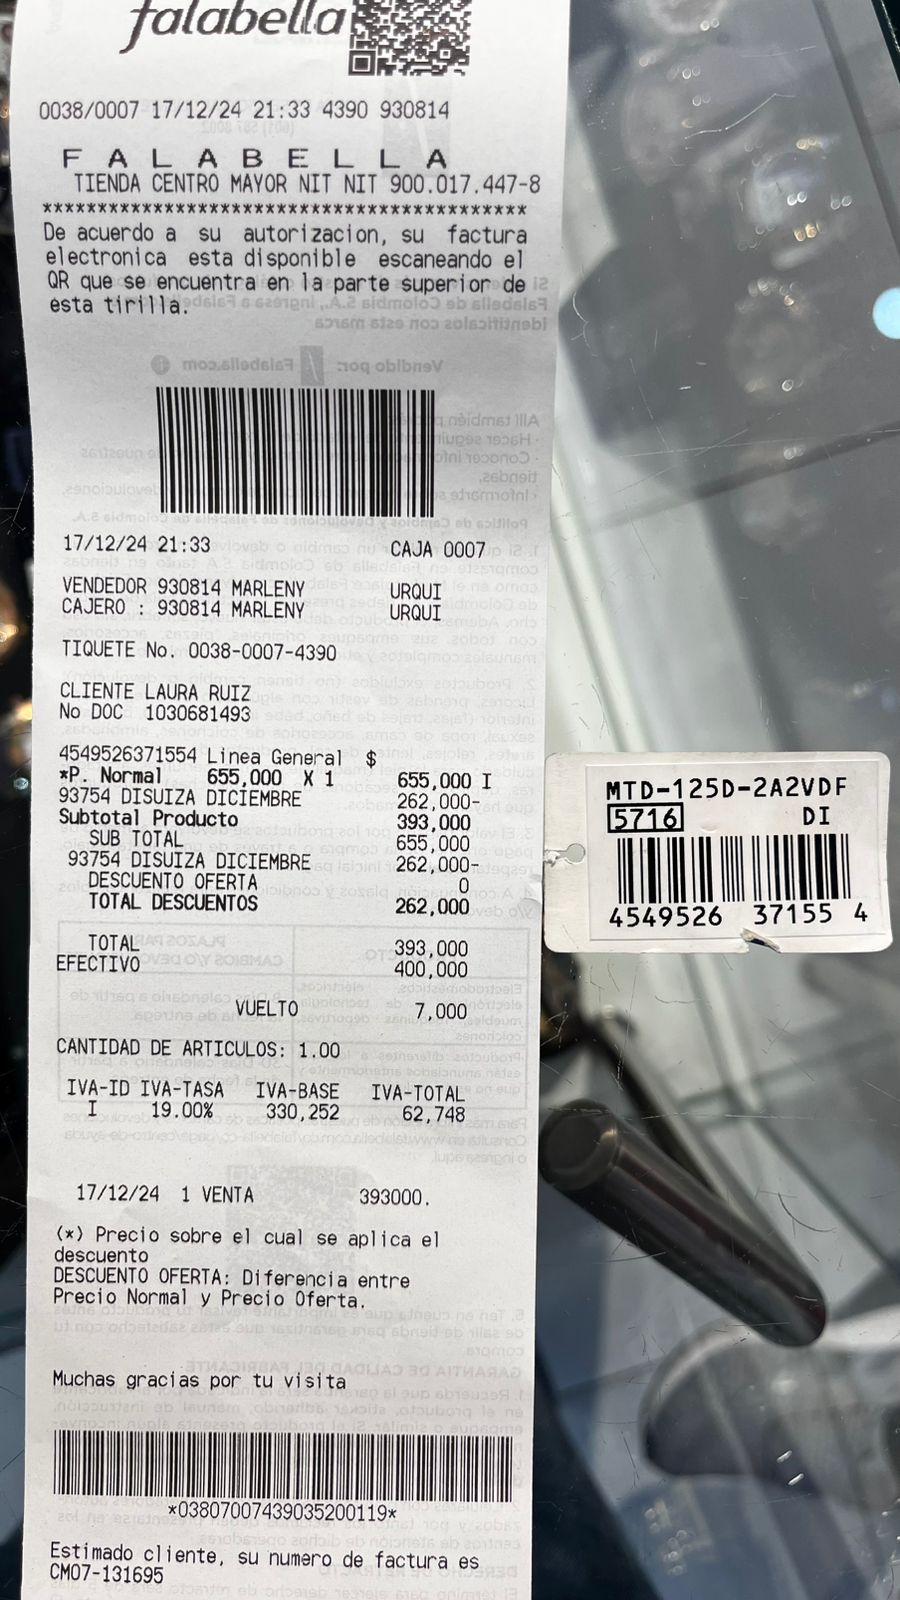 falabella
0038/0007 17/12/24 21:33 4390 930814
F A L A B E L L A
TIENDA CENTRO MAYOR NIT NIT 900.017.447-8
********************************************
De acuerdo a su autorizacion, su factura
electronica esta disponible escaneando el
QR que se encuentra en la parte superior de
esta tirilla.
17/12/24 21:33 CAJA 0007
VENDEDOR 930814 MARLENY URQUI
CAJERO : 930814 MARLENY URQUI
TIQUETE No. 0038-0007-4390
CLIENTE LAURA RUIZ
No DOC 1030681493
4549526371554 Linea General $
*P. Normal 655,000 X 1 655,000 I
93754 DISUIZA DICIEMBRE 262,000-
Subtotal Producto 393,000
SUB TOTAL 655,000
93754 DISUIZA DICIEMBRE 262,000-
DESCUENTO OFERTA 0
TOTAL DESCUENTOS 262,000
TOTAL 393,000
EFECTIVO 400,000
VUELTO 7,000
CANTIDAD DE ARTICULOS: 1.00
IVA-ID IVA-TASA IVA-BASE IVA-TOTAL
I 19.00% 330,252 62,748
17/12/24 1 VENTA 393000.
(*) Precio sobre el cual se aplica el
descuento
DESCUENTO OFERTA: Diferencia entre
Precio Normal y Precio Oferta.
Muchas gracias por tu visita
*03807007439035200119*
Estimado cliente, su numero de factura es
CM07-131695
MTD-125D-2A2VDF
5716 DI
4549526 37155 4